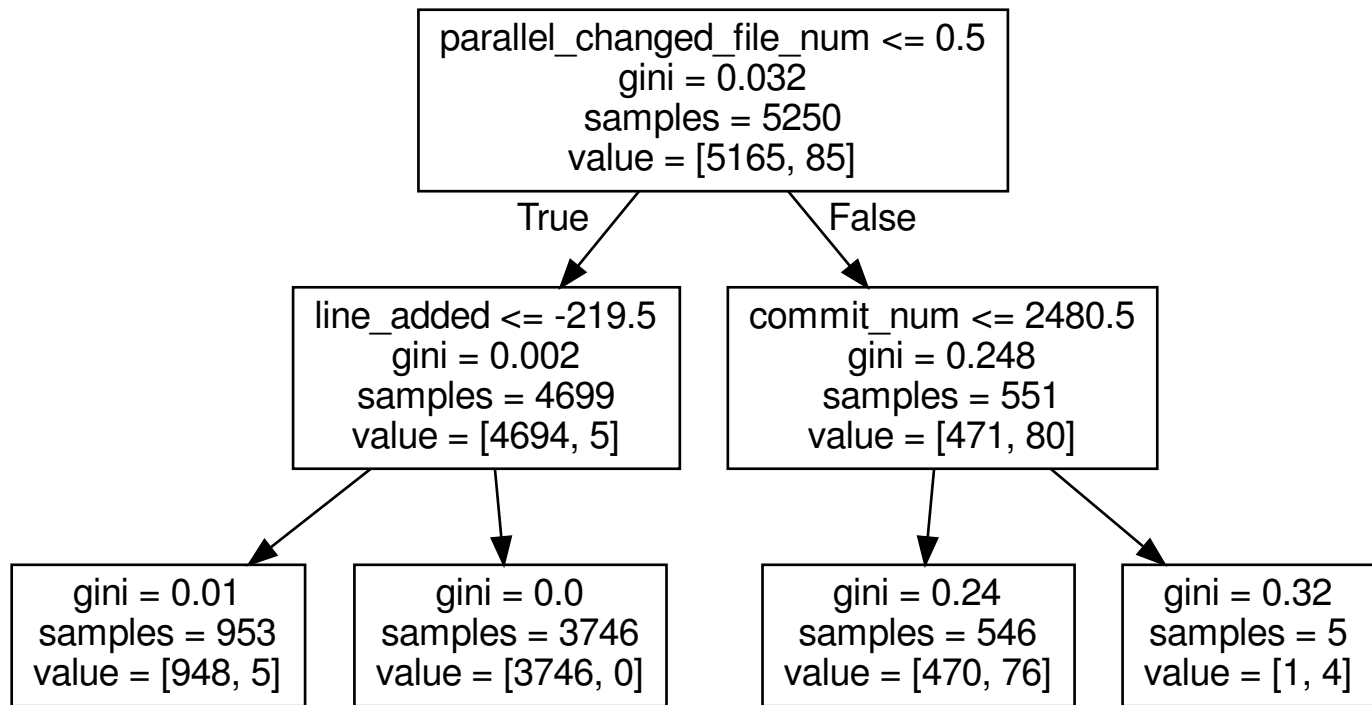 parallel_changed_file_num <= 0.5
gini = 0.032
samples = 5250
value = [5165, 85]
True
False
line_added <= -219.5
gini = 0.002
samples = 4699
value = [4694, 5]
commit_num <= 2480.5
gini = 0.248
samples = 551
value = [471, 80]
gini = 0.01
samples = 953
value = [948, 5]
gini = 0.0
samples = 3746
value = [3746, 0]
gini = 0.24
samples = 546
value = [470, 76]
gini = 0.32
samples = 5
value = [1, 4]